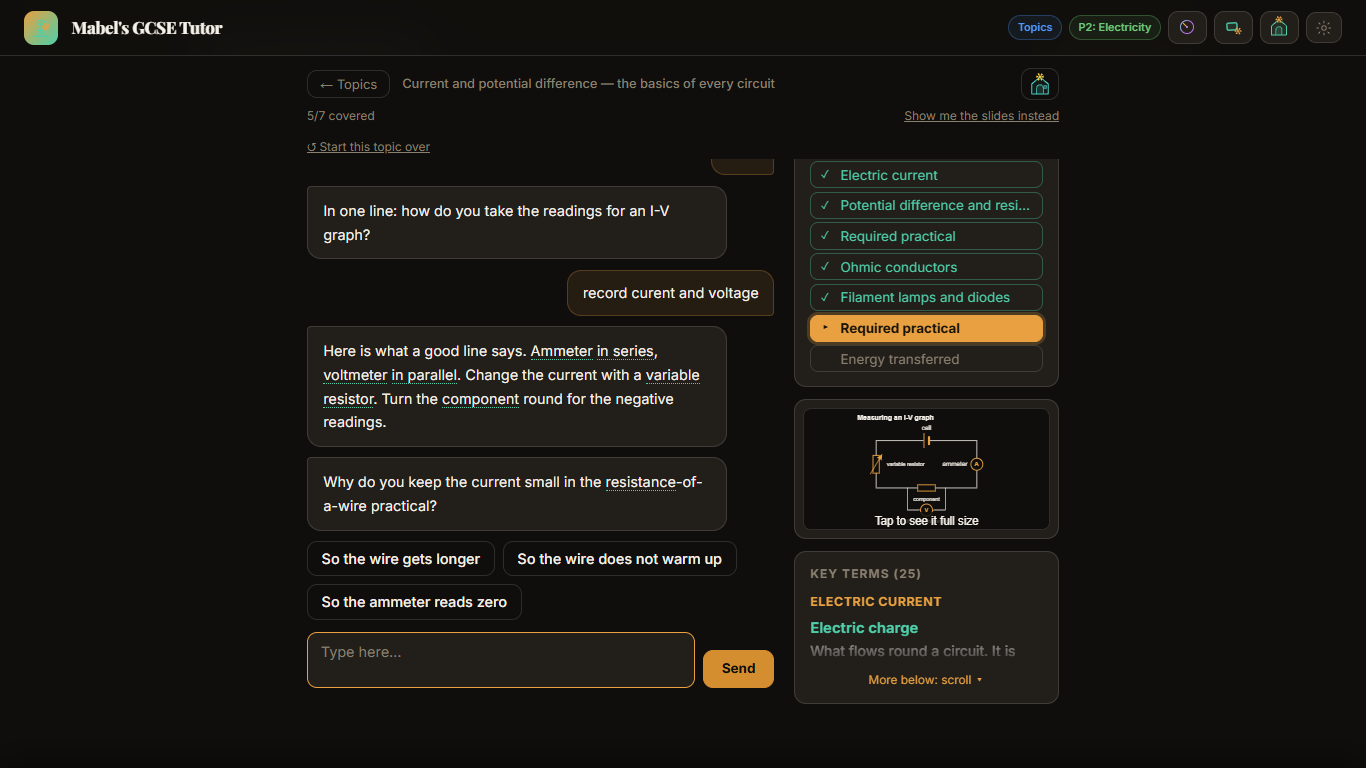 Mabel's GCSE Tutor
Topics
P2: Electricity
← Topics
Current and potential difference — the basics of every circuit
5/7 covered
Show me the slides instead
↺ Start this topic over
In one line: how do you take the readings for an I-V
graph?
record curent and voltage
Here is what a good line says. Ammeter in series,
voltmeter in parallel. Change the current with a variable
resistor. Turn the component round for the negative
readings.
Why do you keep the current small in the resistance-of-
a-wire practical?
So the wire gets longer
So the wire does not warm up
So the ammeter reads zero
Type here...
Send
✓ Electric current
✓ Potential difference and resi...
✓ Required practical
✓ Ohmic conductors
✓ Filament lamps and diodes
‣ Required practical
Energy transferred
Measuring an I-V graph
cell
variable resistor
ammeter
A
component
V
Tap to see it full size
KEY TERMS (25)
ELECTRIC CURRENT
Electric charge
What flows round a circuit. It is
More below: scroll ▾